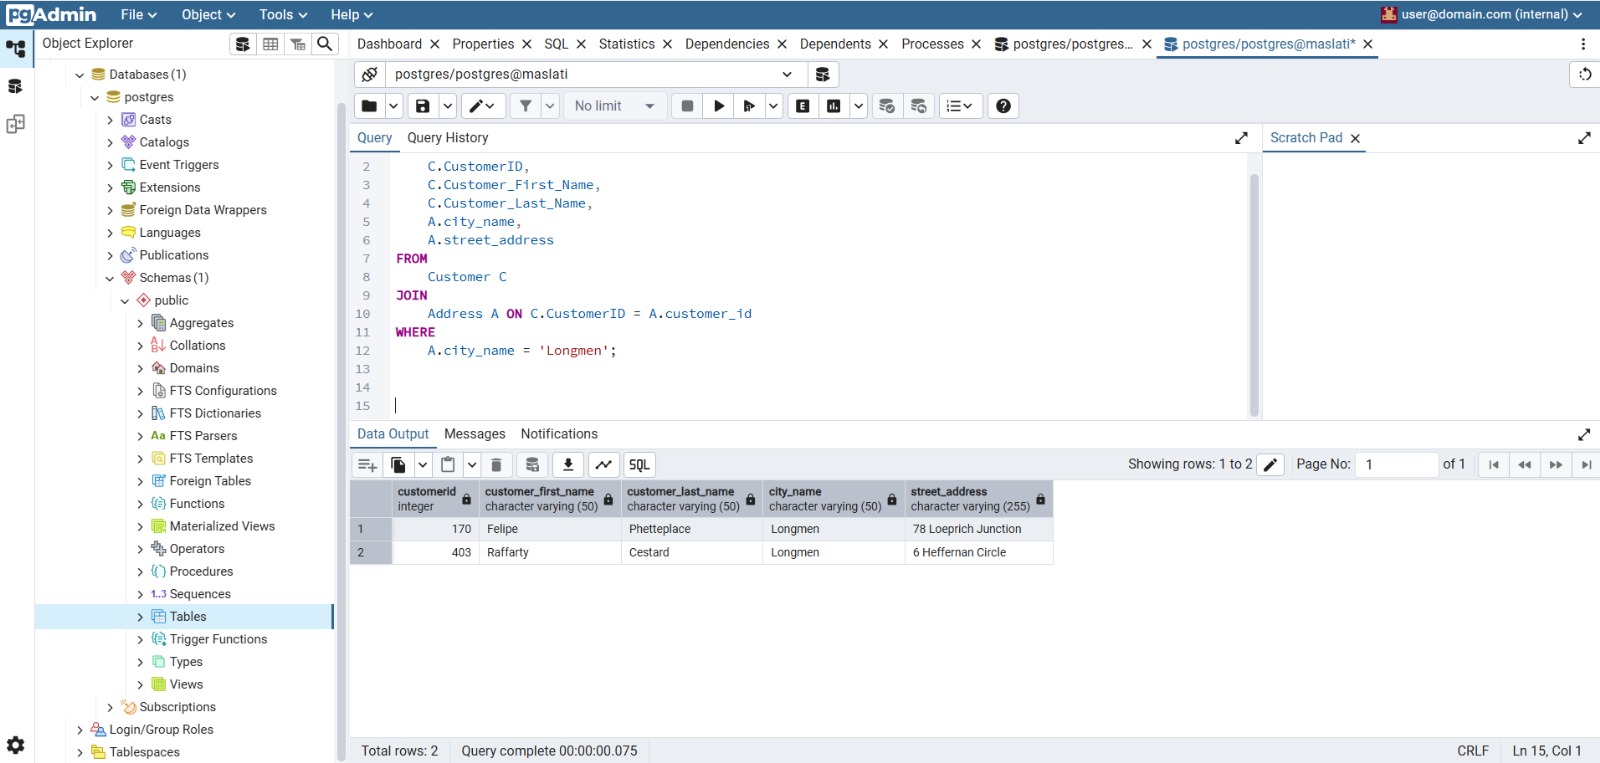 pgAdmin File Object Tools Help user@domain.com (internal)
Object Explorer
Dashboard Properties SQL Statistics Dependencies Dependents Processes postgres/postgres... postgres/postgres@maslati*
Databases (1)
postgres
Casts
Catalogs
Event Triggers
Extensions
Foreign Data Wrappers
Languages
Publications
Schemas (1)
public
Aggregates
Collations
Domains
FTS Configurations
FTS Dictionaries
Aa FTS Parsers
FTS Templates
Foreign Tables
Functions
Materialized Views
Operators
Procedures
1..3 Sequences
Tables
Trigger Functions
Types
Views
Subscriptions
Login/Group Roles
Tablespaces
postgres/postgres@maslati
No limit E
Query Query History
Scratch Pad
2 C.CustomerID,
3 C.Customer_First_Name,
4 C.Customer_Last_Name,
5 A.city_name,
6 A.street_address
7 FROM
8 Customer C
9 JOIN
10 Address A ON C.CustomerID = A.customer_id
11 WHERE
12 A.city_name = 'Longmen';
13
14
15
Data Output Messages Notifications
SQL Showing rows: 1 to 2 Page No: 1 of 1
customerid customer_first_name customer_last_name city_name street_address
integer character varying (50) character varying (50) character varying (50) character varying (255)
1 170 Felipe Phetteplace Longmen 78 Loeprich Junction
2 403 Raffarty Cestard Longmen 6 Heffernan Circle
Total rows: 2 Query complete 00:00:00.075 CRLF Ln 15, Col 1